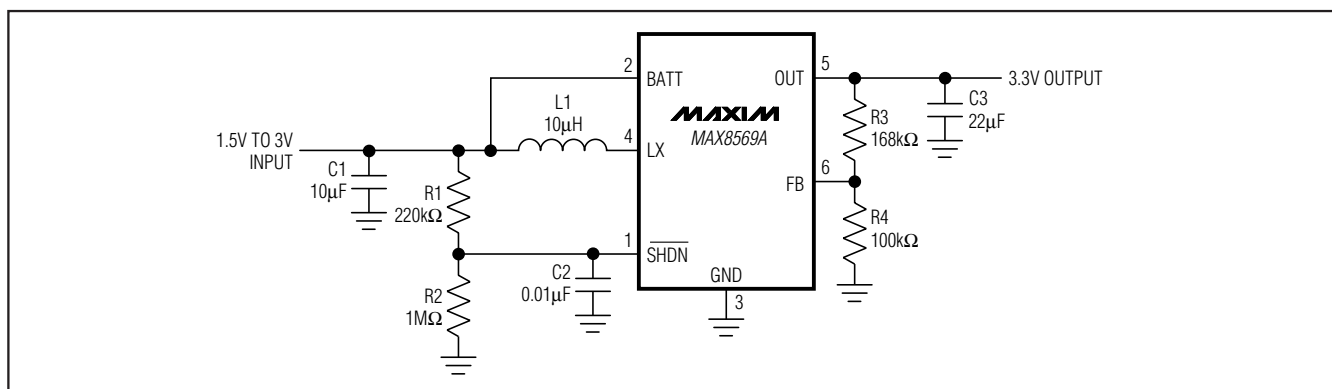 2
BATT
OUT
5
3.3V OUTPUT
L1
10µH
MAXIM
MAX8569A
R3
168kΩ
C3
22µF
1.5V TO 3V
INPUT
4
LX
C1
10µF
R1
220kΩ
FB
6
R4
100kΩ
1
SHDN
C2
0.01µF
GND
3
R2
1MΩ